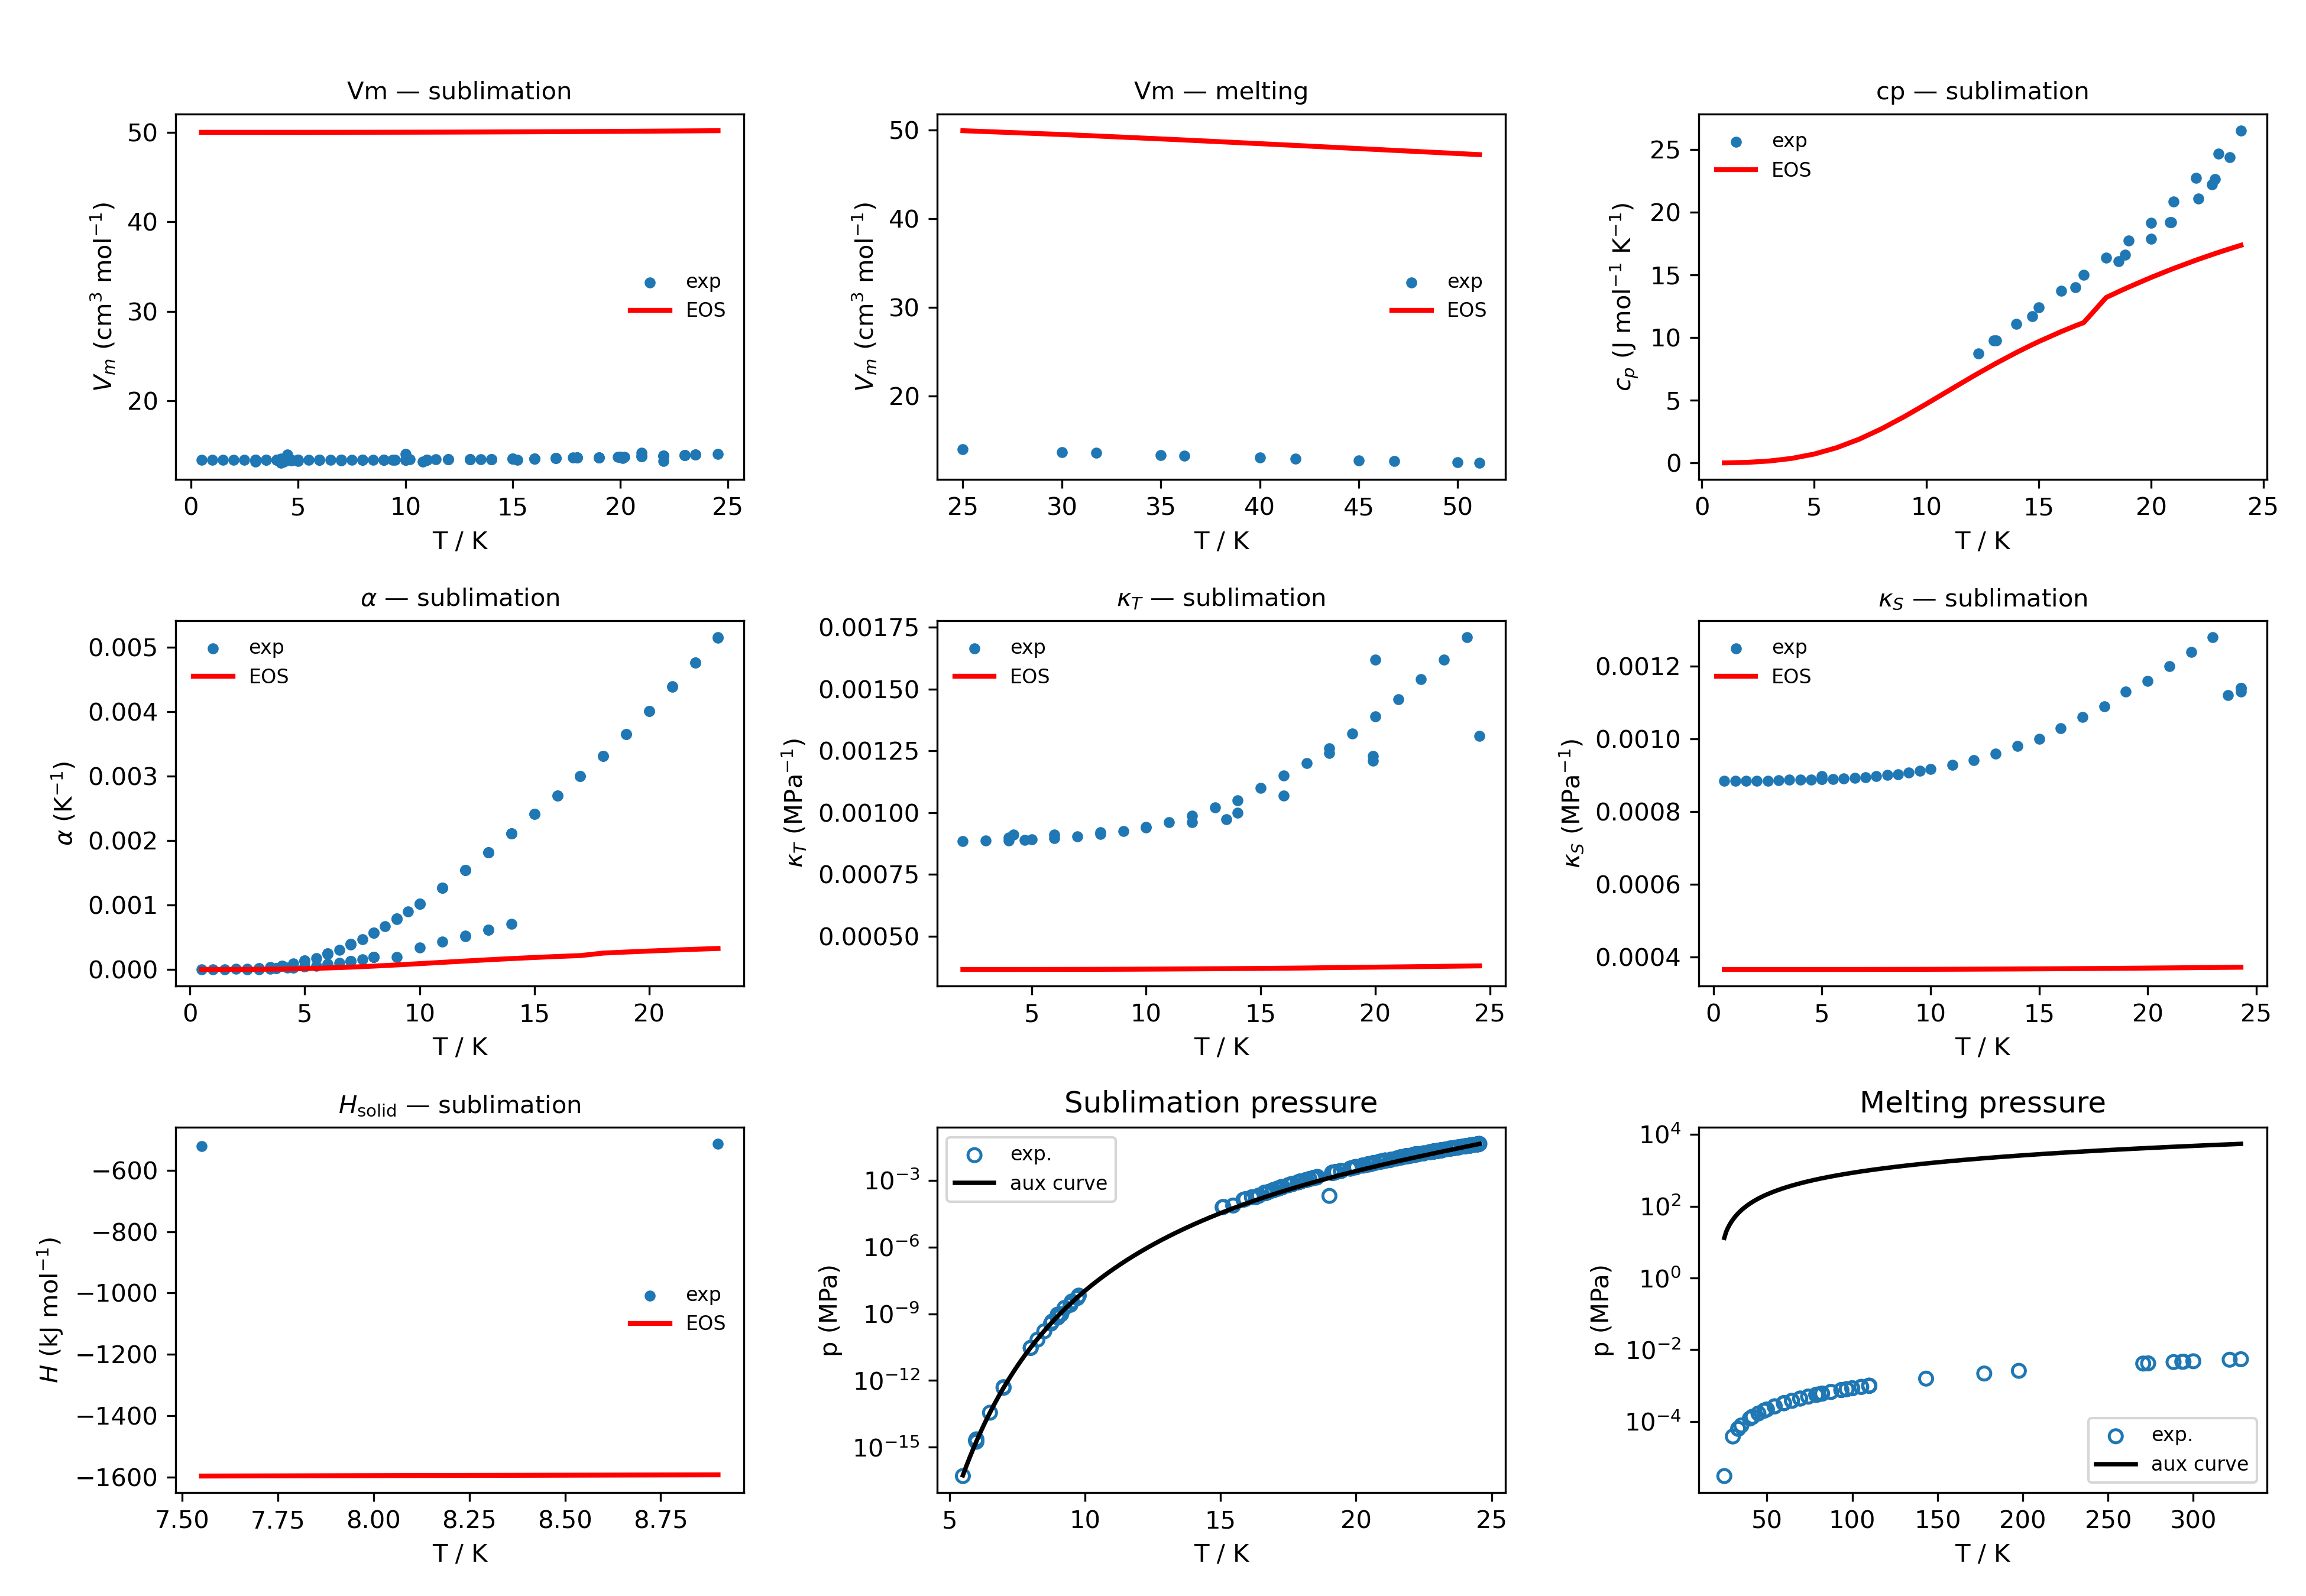 Vm — sublimation
50
40
30
20
0 5 10 15 20 25
V_m (cm³ mol⁻¹)
T / K
exp
EOS
Vm — melting
50
40
30
20
25 30 35 40 45 50
V_m (cm³ mol⁻¹)
T / K
exp
EOS
cp — sublimation
25
20
15
10
5
0
0 5 10 15 20 25
c_p (J mol⁻¹ K⁻¹)
T / K
exp
EOS
α — sublimation
0.005
0.004
0.003
0.002
0.001
0.000
0 5 10 15 20
α (K⁻¹)
T / K
exp
EOS
κ_T — sublimation
0.00175
0.00150
0.00125
0.00100
0.00075
0.00050
5 10 15 20 25
κ_T (MPa⁻¹)
T / K
exp
EOS
κ_S — sublimation
0.0012
0.0010
0.0008
0.0006
0.0004
0 5 10 15 20 25
κ_S (MPa⁻¹)
T / K
exp
EOS
H_solid — sublimation
−600
−800
−1000
−1200
−1400
−1600
7.50 7.75 8.00 8.25 8.50 8.75
H (kJ mol⁻¹)
T / K
exp
EOS
Sublimation pressure
10⁻³
10⁻⁶
10⁻⁹
10⁻¹²
10⁻¹⁵
5 10 15 20 25
p (MPa)
T / K
exp.
aux curve
Melting pressure
10⁴
10²
10⁰
10⁻²
10⁻⁴
50 100 150 200 250 300
p (MPa)
T / K
exp.
aux curve